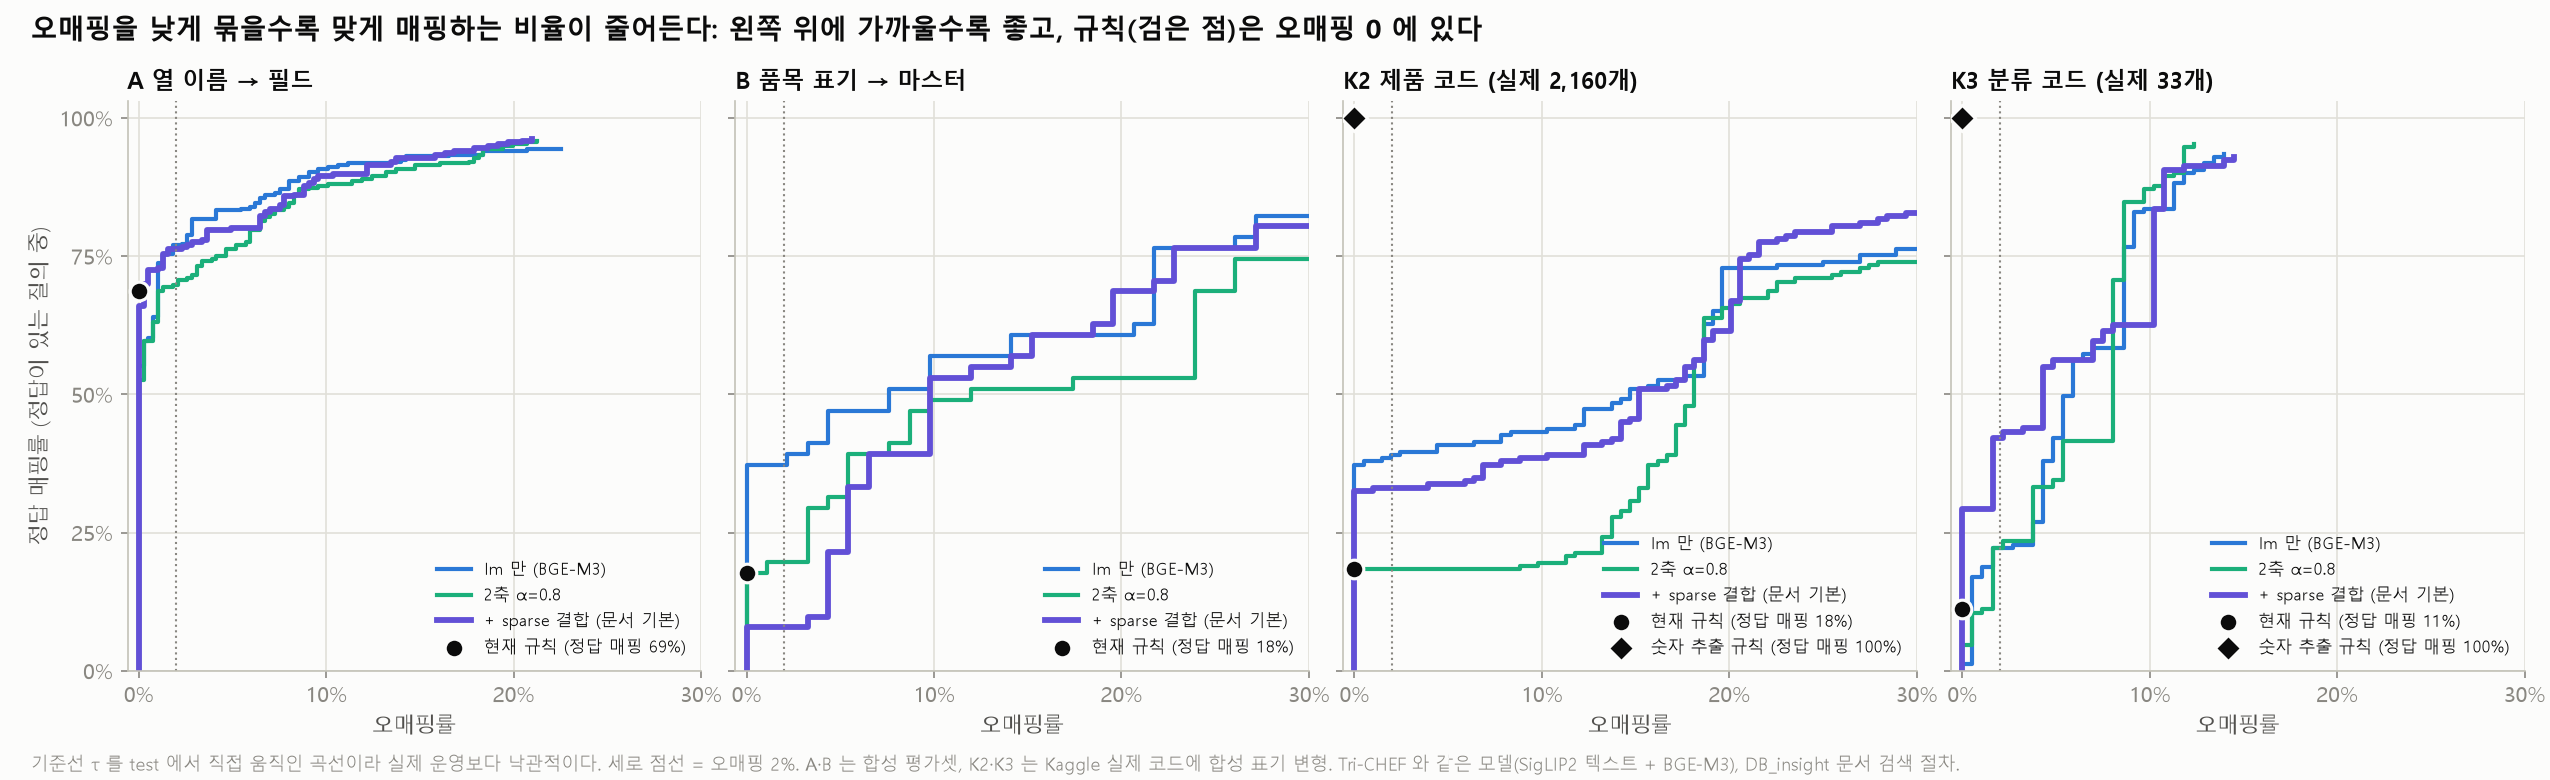 오매핑을 낮게 묶을수록 맞게 매핑하는 비율이 줄어든다: 왼쪽 위에 가까울수록 좋고, 규칙(검은 점)은 오매핑 0 에 있다
A 열 이름 → 필드
B 품목 표기 → 마스터
K2 제품 코드 (실제 2,160개)
K3 분류 코드 (실제 33개)
정답 매핑률 (정답이 있는 질의 중)
100%
75%
50%
25%
0%
lm 만 (BGE-M3)
2축 α=0.8
+ sparse 결합 (문서 기본)
현재 규칙 (정답 매핑 69%)
lm 만 (BGE-M3)
2축 α=0.8
+ sparse 결합 (문서 기본)
현재 규칙 (정답 매핑 18%)
lm 만 (BGE-M3)
2축 α=0.8
+ sparse 결합 (문서 기본)
현재 규칙 (정답 매핑 18%)
숫자 추출 규칙 (정답 매핑 100%)
lm 만 (BGE-M3)
2축 α=0.8
+ sparse 결합 (문서 기본)
현재 규칙 (정답 매핑 11%)
숫자 추출 규칙 (정답 매핑 100%)
0% 10% 20% 30%
0% 10% 20% 30%
0% 10% 20% 30%
0% 10% 20% 30%
오매핑률
오매핑률
오매핑률
오매핑률
기준선 τ 를 test 에서 직접 움직인 곡선이라 실제 운영보다 낙관적이다. 세로 점선 = 오매핑 2%. A·B 는 합성 평가셋, K2·K3 는 Kaggle 실제 코드에 합성 표기 변형. Tri-CHEF 와 같은 모델(SigLIP2 텍스트 + BGE-M3), DB_insight 문서 검색 절차.